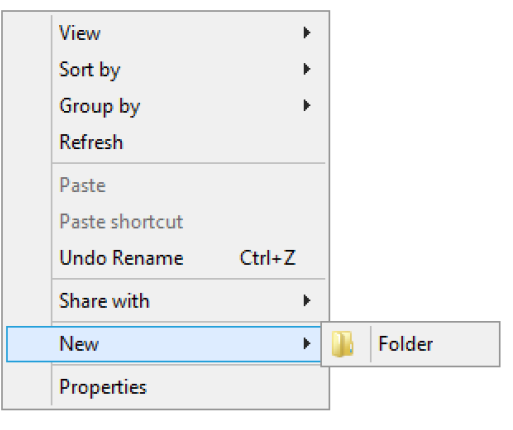 View
Sort by
Group by
Refresh
Paste
Paste shortcut
Undo Rename Ctrl+Z
Share with
New Folder
Properties